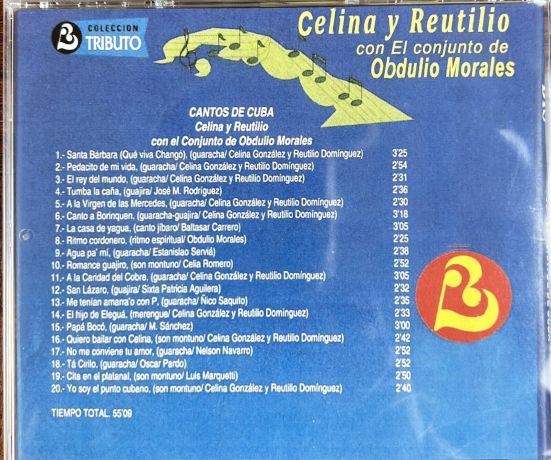 COLECCION
TRIBUTO
Celina y Reutilio
con El conjunto de
Obdulio Morales
CANTOS DE CUBA
Celina y Reutilio
con el Conjunto de Obdulio Morales
1.- Santa Bárbara (Qué viva Changó), (guaracha/ Celina González y Reutilio Domínguez) 3'25
2.- Pedacito de mi vida, (guaracha/ Celina González y Reutilio Domínguez) 2'54
3.- El rey del mundo, (guaracha/ Celina González y Reutilio Domínguez) 2'31
4.- Tumba la caña, (guajira/ José M. Rodríguez) 2'36
5.- A la Virgen de las Mercedes, (guaracha/ Celina González y Reutilio Domínguez) 2'30
6.- Canto a Borinquen, (guaracha-guajira/ Celina González y Reutilio Domínguez) 3'18
7.- La casa de yagua, (canto jíbaro/ Baltasar Carrero) 3'05
8.- Ritmo cordonero, (ritmo espiritual/ Obdulio Morales) 2'25
9.- Agua pa' mí, (guaracha/ Estanislao Serviá) 2'38
10.- Romance guajiro, (son montuno/ Celia Romero) 2'52
11.- A la Caridad del Cobre, (guaracha/ Celina González y Reutilio Domínguez) 3'05
12.- San Lázaro, (guajira/ Sixta Patricia Aguilera) 2'32
13.- Me tenían amarra'o con P, (guaracha/ Ñico Saquito) 2'35
14.- El hijo de Eleguá, (merengue/ Celina González y Reutilio Domínguez) 2'33
15.- Papá Bocó, (guaracha/ M. Sánchez) 3'00
16.- Quiero bailar con Celina, (son montuno/ Celina González y Reutilio Domínguez) 2'42
17.- No me conviene tu amor, (guaracha/ Nelson Navarro) 2'52
18.- Tá Cirilo, (guaracha/ Oscar Pardo) 2'52
19.- Cita en el platanal, (son montuno/ Luis Marquetti) 2'50
20.- Yo soy el punto cubano, (son montuno/ Celina González y Reutilio Domínguez) 2'40
TIEMPO TOTAL. 55'09